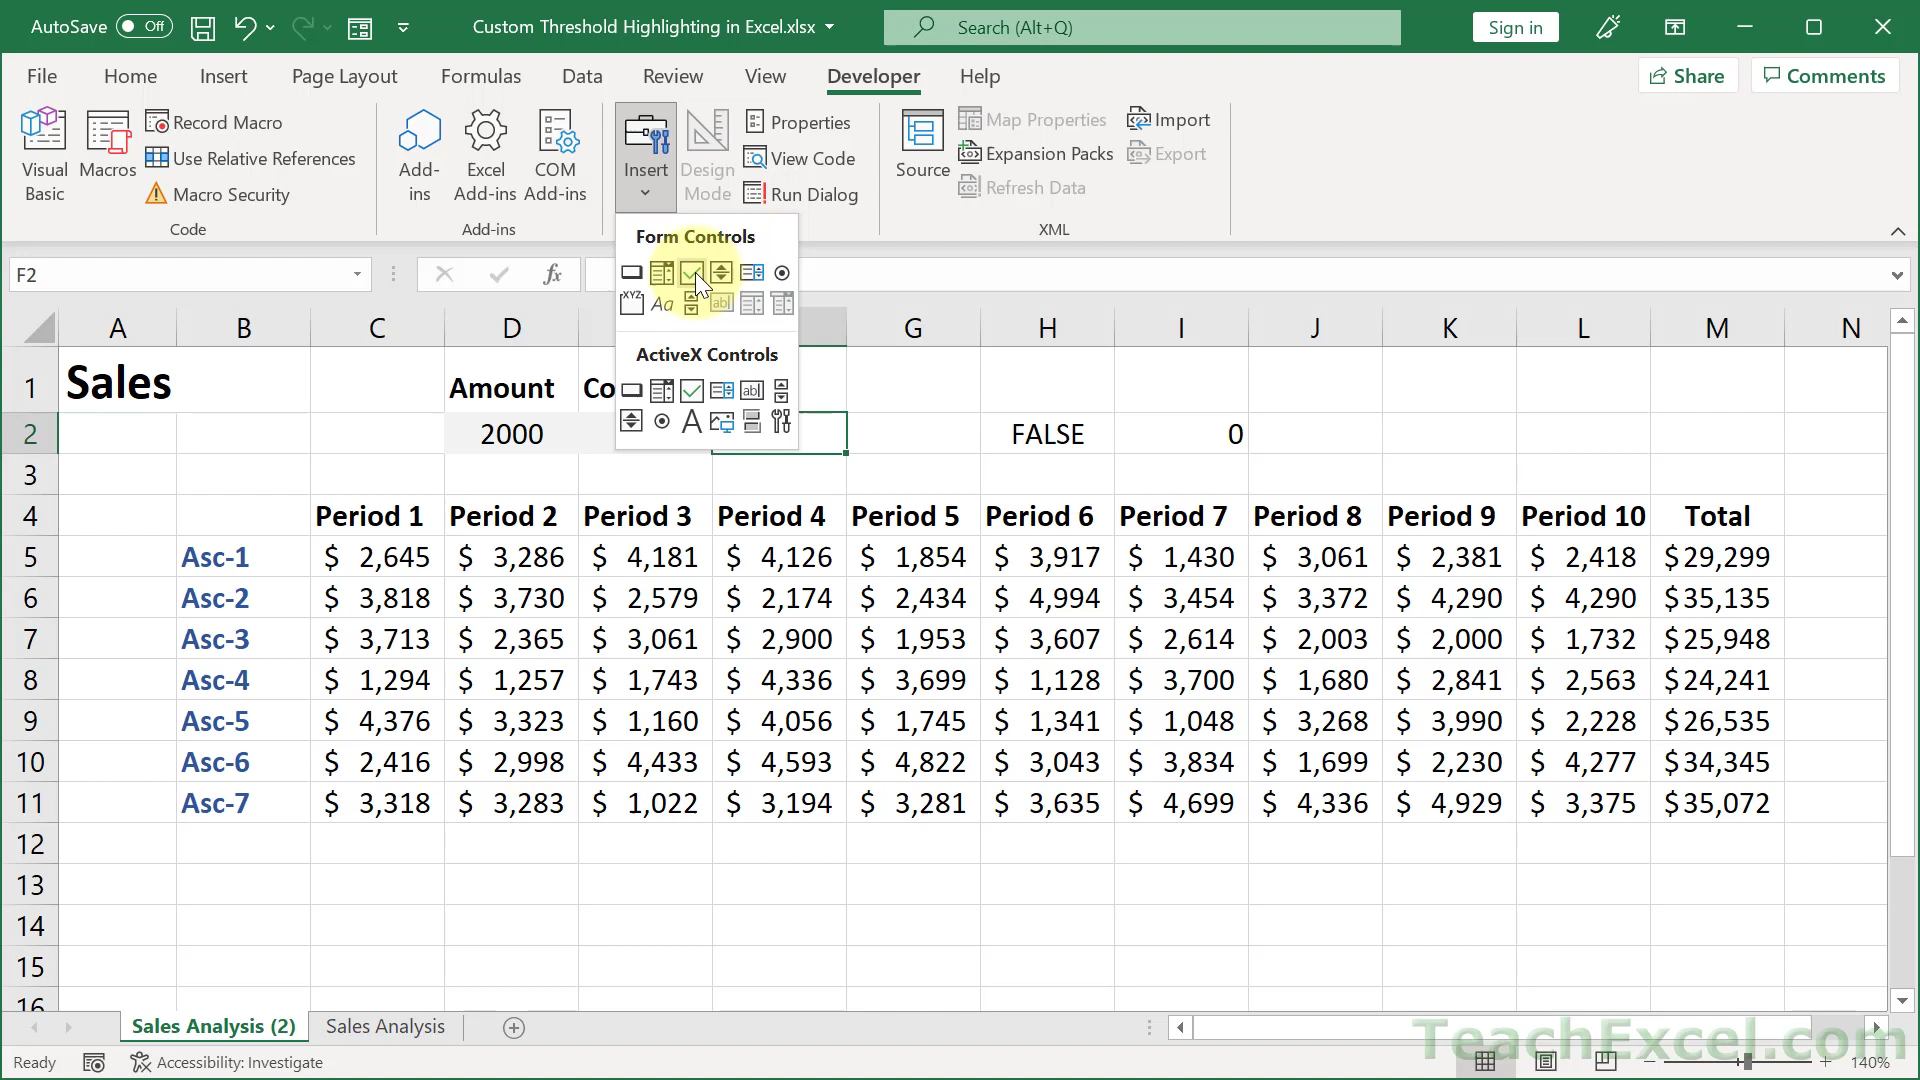 AutoSave Off Custom Threshold Highlighting in Excel.xlsx Search (Alt+Q) Sign in
File Home Insert Page Layout Formulas Data Review View Developer Help Share Comments
Visual Basic
Macros
Record Macro
Use Relative References
Macro Security
Code
Add-ins
Excel Add-ins
COM Add-ins
Add-ins
Insert
Design Mode
Properties
View Code
Run Dialog
Source
Map Properties
Expansion Packs
Refresh Data
Import
Export
XML
Form Controls
XYZ Aa ab|
ActiveX Controls
ab|
A
F2 fx
A B C D G H I J K L M N
1 Sales Amount Co
2 2000 FALSE 0
3
4 Period 1 Period 2 Period 3 Period 4 Period 5 Period 6 Period 7 Period 8 Period 9 Period 10 Total
5 Asc-1 $ 2,645 $ 3,286 $ 4,181 $ 4,126 $ 1,854 $ 3,917 $ 1,430 $ 3,061 $ 2,381 $ 2,418 $29,299
6 Asc-2 $ 3,818 $ 3,730 $ 2,579 $ 2,174 $ 2,434 $ 4,994 $ 3,454 $ 3,372 $ 4,290 $ 4,290 $35,135
7 Asc-3 $ 3,713 $ 2,365 $ 3,061 $ 2,900 $ 1,953 $ 3,607 $ 2,614 $ 2,003 $ 2,000 $ 1,732 $25,948
8 Asc-4 $ 1,294 $ 1,257 $ 1,743 $ 4,336 $ 3,699 $ 1,128 $ 3,700 $ 1,680 $ 2,841 $ 2,563 $24,241
9 Asc-5 $ 4,376 $ 3,323 $ 1,160 $ 4,056 $ 1,745 $ 1,341 $ 1,048 $ 3,268 $ 3,990 $ 2,228 $26,535
10 Asc-6 $ 2,416 $ 2,998 $ 4,433 $ 4,593 $ 4,822 $ 3,043 $ 3,834 $ 1,699 $ 2,230 $ 4,277 $34,345
11 Asc-7 $ 3,318 $ 3,283 $ 1,022 $ 3,194 $ 3,281 $ 3,635 $ 4,699 $ 4,336 $ 4,929 $ 3,375 $35,072
12
13
14
15
16
Sales Analysis (2) Sales Analysis
TeachExcel.com
Ready Accessibility: Investigate 140%